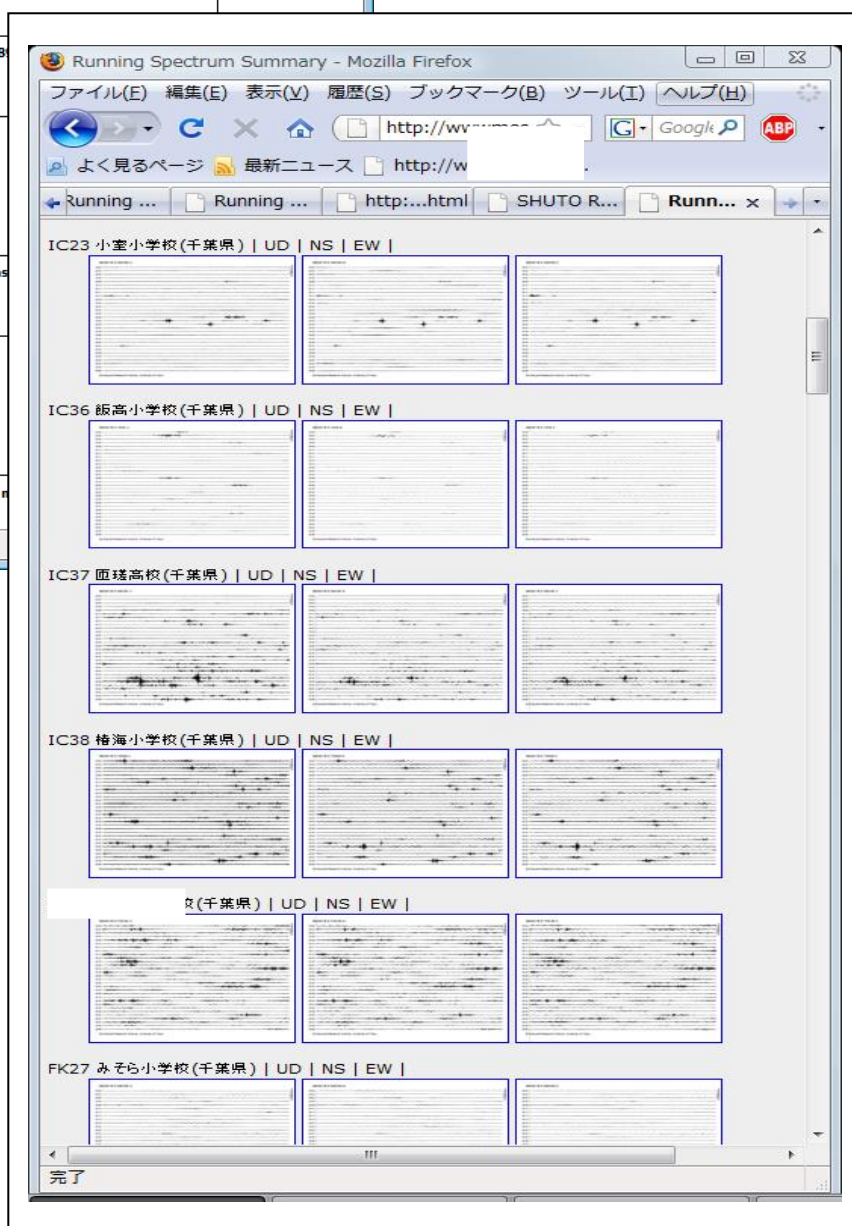 Running Spectrum Summary - Mozilla Firefox
ファイル(F) 編集(E) 表示(V) 履歴(S) ブックマーク(B) ツール(T) ヘルプ(H)
http://www Google ABP
よく見るページ 最新ニュース http://w
Running ... Running ... http:...html SHUTO R... Runn...
IC23 小室小学校(千葉県) | UD | NS | EW |
IC36 飯高小学校(千葉県) | UD | NS | EW |
IC37 匝瑳高校(千葉県) | UD | NS | EW |
IC38 椿海小学校(千葉県) | UD | NS | EW |
校(千葉県) | UD | NS | EW |
FK27 みそら小学校(千葉県) | UD | NS | EW |
完了